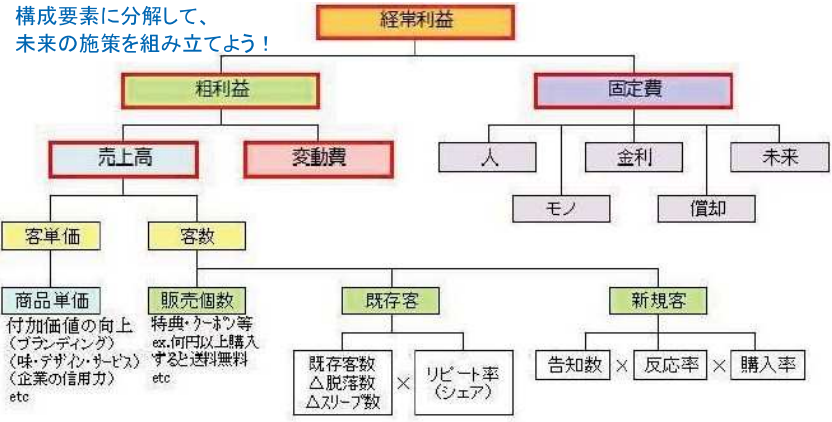 構成要素に分解して、
未来の施策を組み立てよう！
経常利益
粗利益
固定費
売上高
変動費
人
金利
未来
モノ
償却
客単価
客数
商品単価
販売個数
既存客
新規客
付加価値の向上
（ブランディング）
（味・デザイン・サービス）
（企業の信用力）
etc
特典・クーポン等
ex.何円以上購入
すると送料無料
etc
既存客数
△脱落数
△スリープ数
×
リピート率
（シェア）
告知数 × 反応率 × 購入率